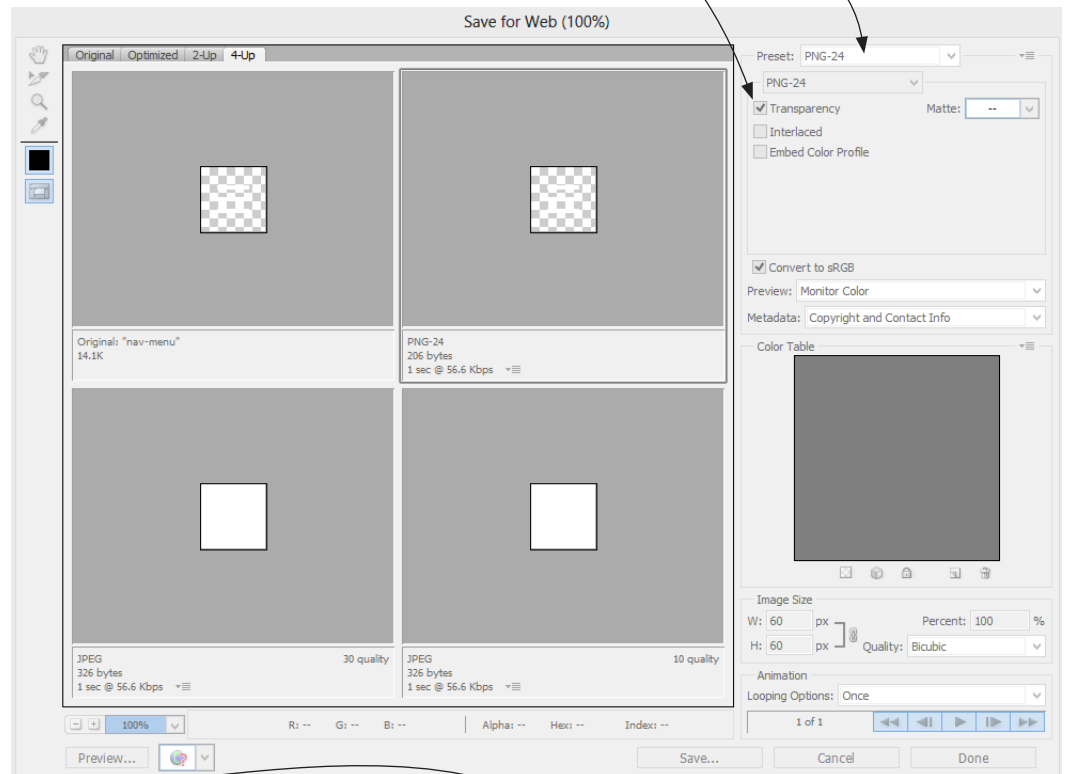 Save for Web (100%)
Original Optimized 2-Up 4-Up
Preset: PNG-24
PNG-24
Transparency Matte: --
Interlaced
Embed Color Profile
Convert to sRGB
Preview: Monitor Color
Metadata: Copyright and Contact Info
Original: "nav-menu"
14.1K
PNG-24
206 bytes
1 sec @ 56.6 Kbps
Color Table
JPEG 30 quality
326 bytes
1 sec @ 56.6 Kbps
JPEG 10 quality
326 bytes
1 sec @ 56.6 Kbps
Image Size
W: 60 px Percent: 100 %
H: 60 px Quality: Bicubic
Animation
Looping Options: Once
1 of 1
100% R: -- G: -- B: -- Alpha: -- Hex: -- Index: --
Preview... Save... Cancel Done